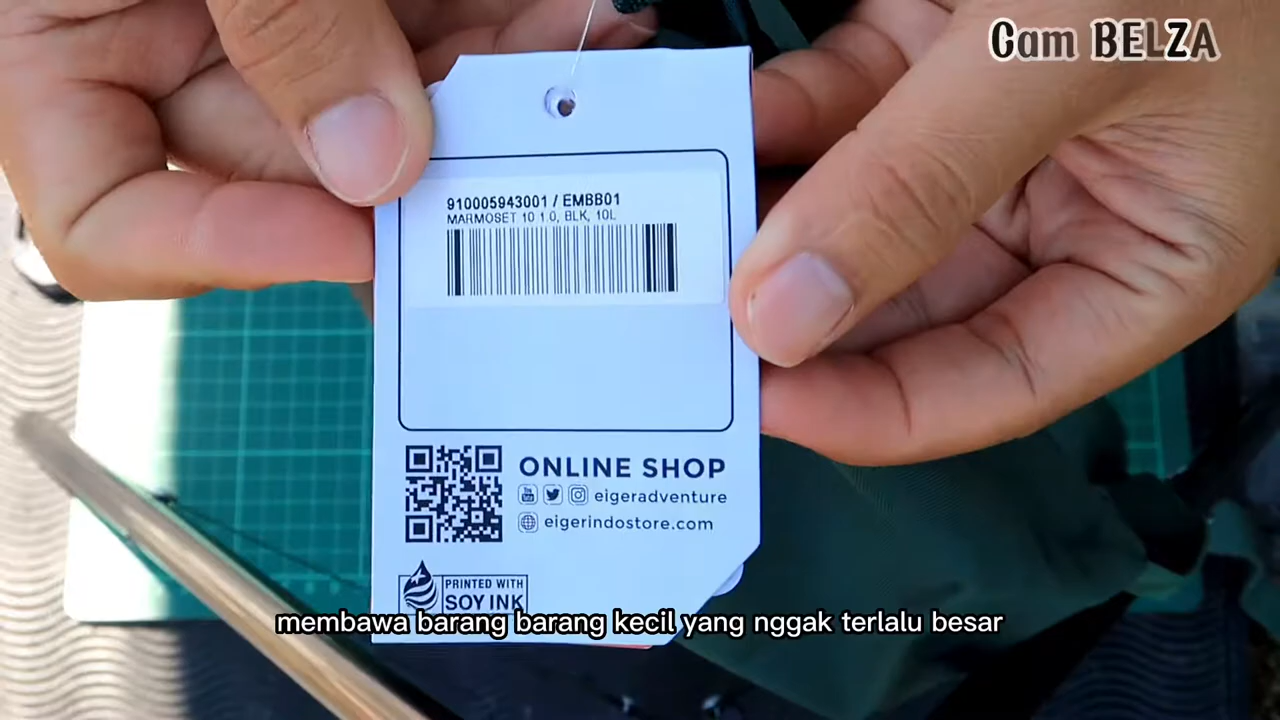 Cam BELZA
910005943001 / EMBB01
MARMOSET 10 1.0, BLK, 10L
ONLINE SHOP
eigeradventure
eigerindostore.com
PRINTED WITH
SOY INK
membawa barang barang kecil yang nggak terlalu besar